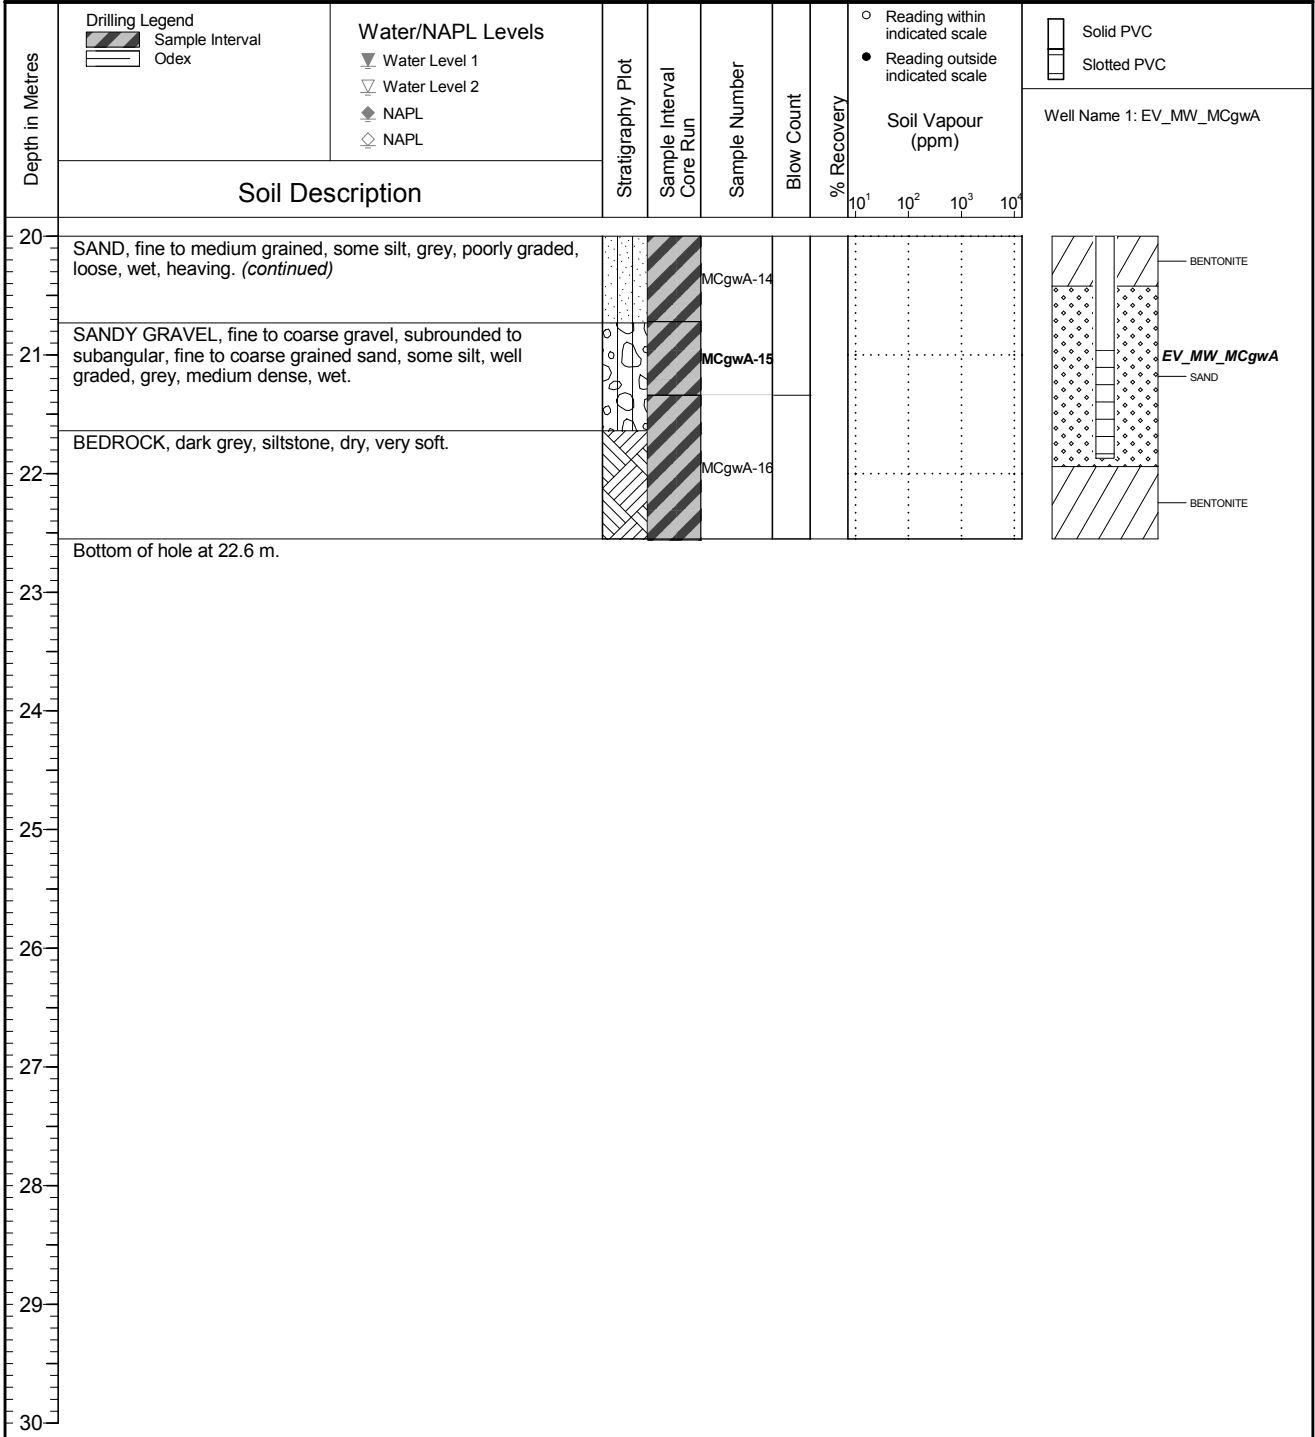 Depth in Metres
Drilling Legend
Sample Interval
Odex
Water/NAPL Levels
Water Level 1
Water Level 2
NAPL
NAPL
Soil Description
Stratigraphy Plot
Sample Interval
Core Run
Sample Number
Blow Count
% Recovery
Reading within
indicated scale
Reading outside
indicated scale
Soil Vapour
(ppm)
10¹ 10² 10³ 10⁴
Solid PVC
Slotted PVC
Well Name 1: EV_MW_MCgwA
20
SAND, fine to medium grained, some silt, grey, poorly graded,
loose, wet, heaving. (continued)
MCgwA-14
BENTONITE
SANDY GRAVEL, fine to coarse gravel, subrounded to
subangular, fine to coarse grained sand, some silt, well
graded, grey, medium dense, wet.
21
MCgwA-15
EV_MW_MCgwA
SAND
BEDROCK, dark grey, siltstone, dry, very soft.
22
MCgwA-16
BENTONITE
Bottom of hole at 22.6 m.
23
24
25
26
27
28
29
30